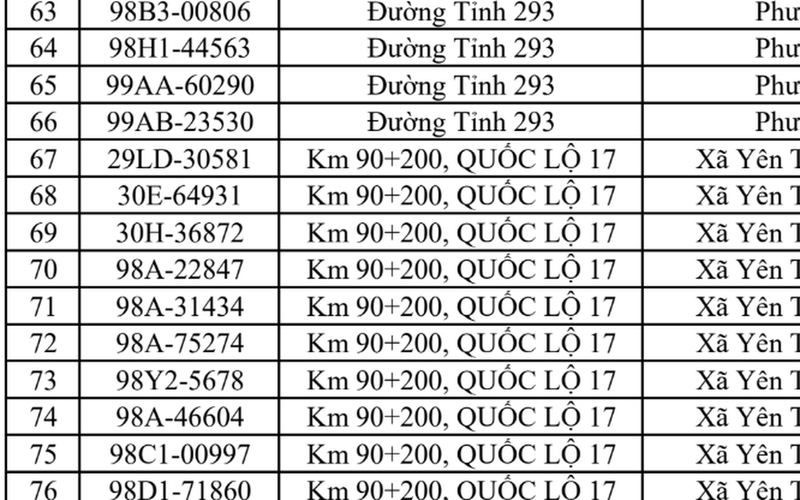 63 98B3-00806 Đường Tỉnh 293 Phư
64 98H1-44563 Đường Tỉnh 293 Phư
65 99AA-60290 Đường Tỉnh 293 Phư
66 99AB-23530 Đường Tỉnh 293 Phư
67 29LD-30581 Km 90+200, QUỐC LỘ 17 Xã Yên T
68 30E-64931 Km 90+200, QUỐC LỘ 17 Xã Yên T
69 30H-36872 Km 90+200, QUỐC LỘ 17 Xã Yên T
70 98A-22847 Km 90+200, QUỐC LỘ 17 Xã Yên T
71 98A-31434 Km 90+200, QUỐC LỘ 17 Xã Yên T
72 98A-75274 Km 90+200, QUỐC LỘ 17 Xã Yên T
73 98Y2-5678 Km 90+200, QUỐC LỘ 17 Xã Yên T
74 98A-46604 Km 90+200, QUỐC LỘ 17 Xã Yên T
75 98C1-00997 Km 90+200, QUỐC LỘ 17 Xã Yên T
76 98D1-71860 Km 90+200, QUỐC LỘ 17 Xã Yên T